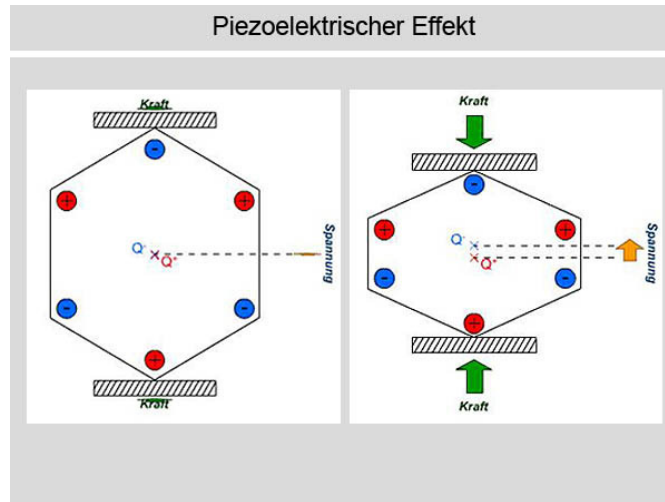 Piezoelektrischer Effekt
Kraft
-
+
+
Q-
Q+
Spannung
-
-
+
Kraft
Kraft
-
+
+
Q-
Q+
Spannung
-
-
+
Kraft